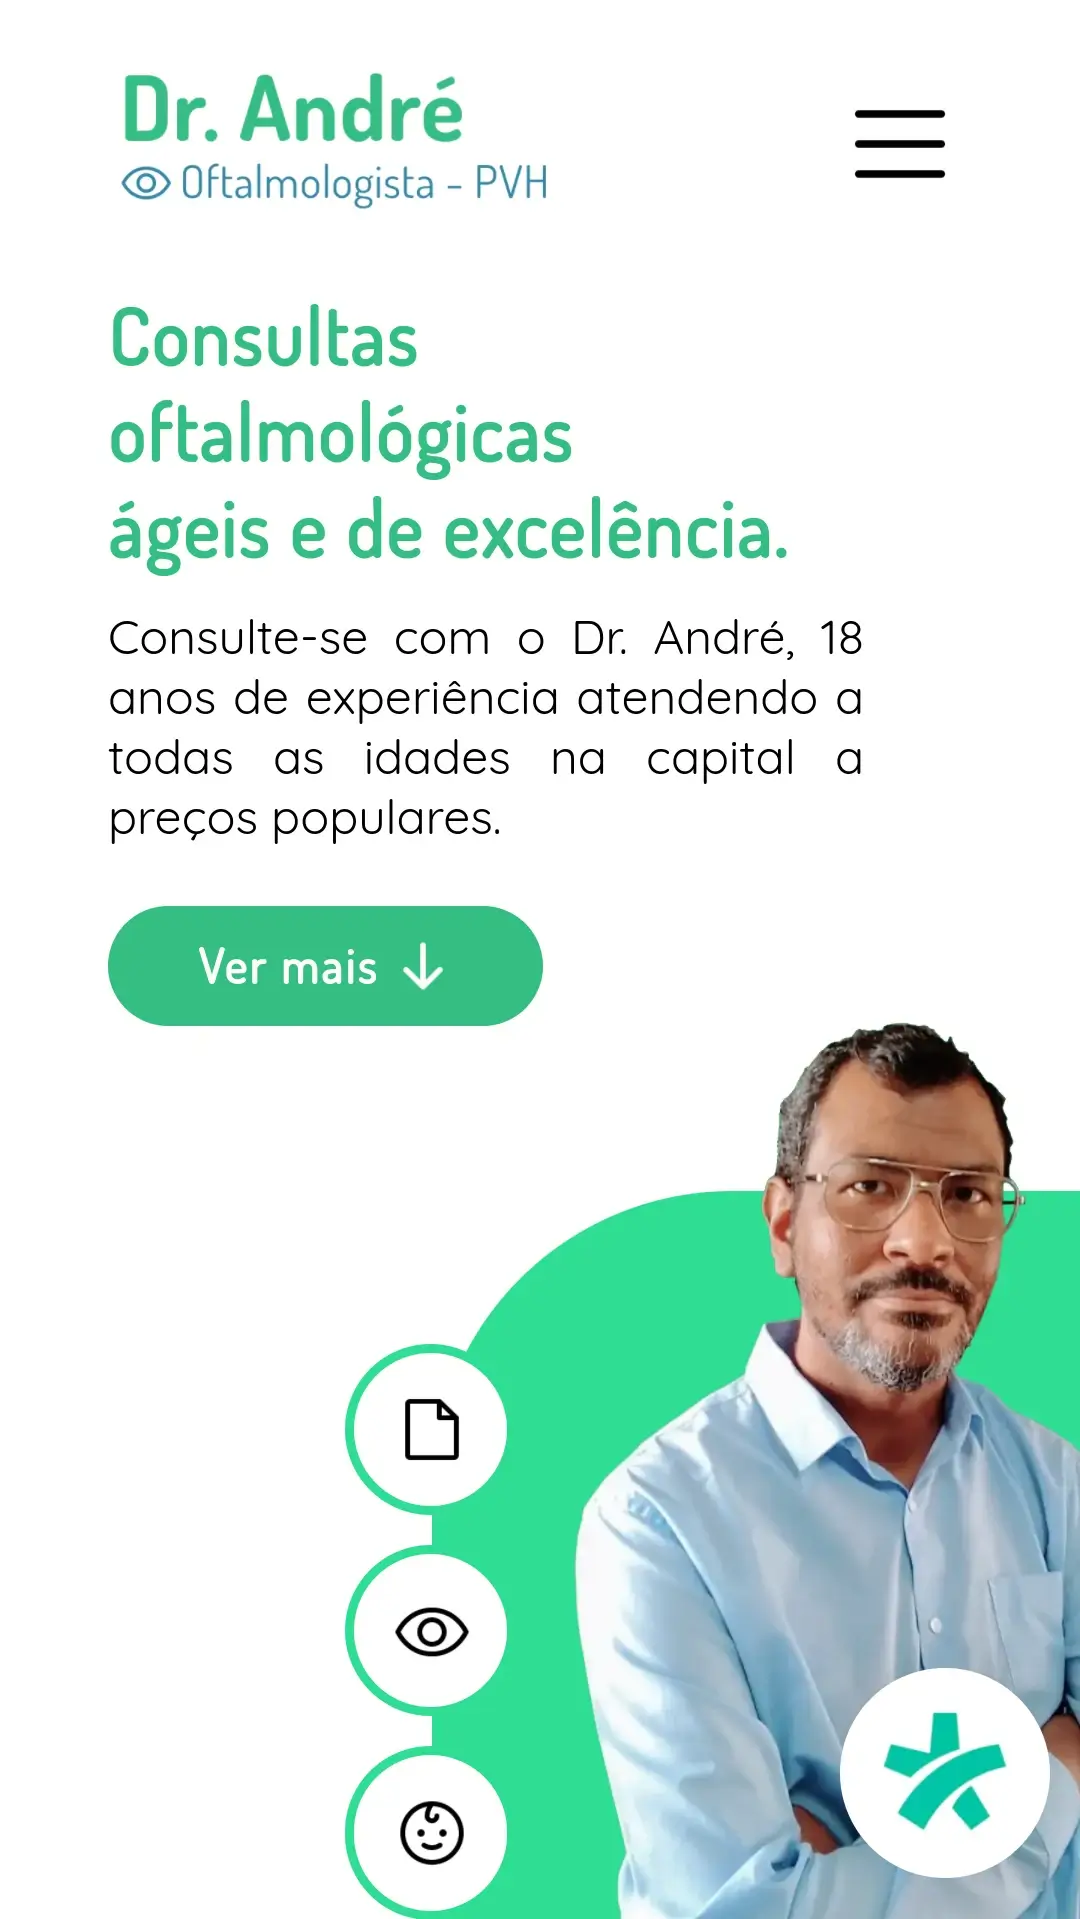 Dr. André
Oftalmologista - PVH
Consultas
oftalmológicas
ágeis e de excelência.
Consulte-se com o Dr. André, 18
anos de experiência atendendo a
todas as idades na capital a
preços populares.
Ver mais